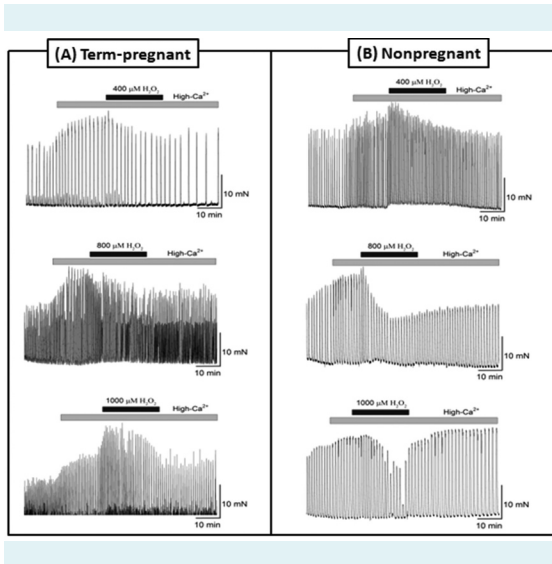 (A) Term-pregnant
400 µM H₂O₂
High-Ca²⁺
10 mN
10 min
800 µM H₂O₂
High-Ca²⁺
10 mN
10 min
1000 µM H₂O₂
High-Ca²⁺
10 mN
10 min
(B) Nonpregnant
400 µM H₂O₂
High-Ca²⁺
10 mN
10 min
800 µM H₂O₂
High-Ca²⁺
10 mN
10 min
1000 µM H₂O₂
High-Ca²⁺
10 mN
10 min